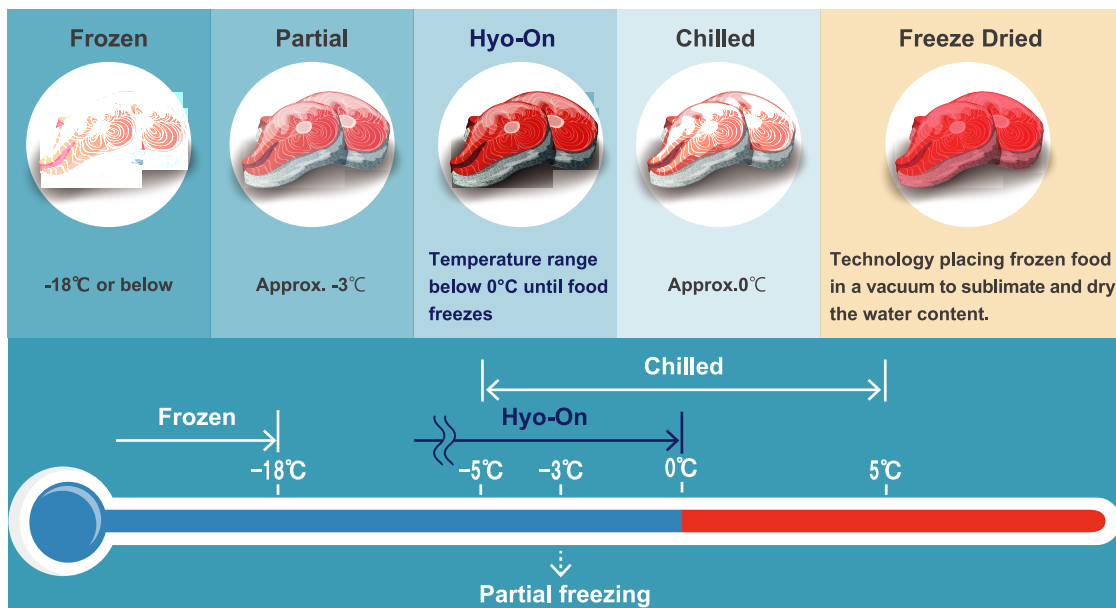 Frozen
Partial
Hyo-On
Chilled
Freeze Dried
-18℃ or below
Approx. -3℃
Temperature range
below 0°C until food
freezes
Approx.0℃
Technology placing frozen food
in a vacuum to sublimate and dry
the water content.
Chilled
Frozen
Hyo-On
−18℃
−5℃
−3℃
0℃
5℃
Partial freezing